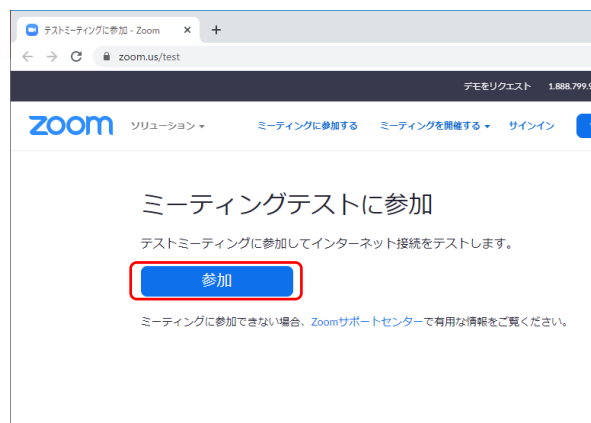 テストミーティングに参加 - Zoom
zoom.us/test
デモをリクエスト 1.888.799.9
zoom ソリューション ミーティングに参加する ミーティングを開催する サインイン
ミーティングテストに参加
テストミーティングに参加してインターネット接続をテストします。
参加
ミーティングに参加できない場合、Zoomサポートセンターで有用な情報をご覧ください。